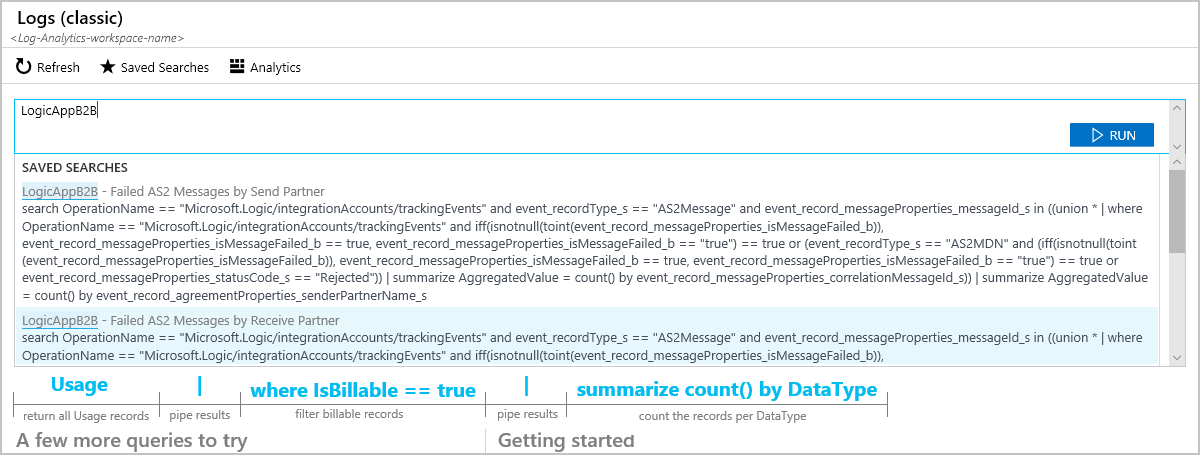 Logs (classic)
<Log-Analytics-workspace-name>
Refresh Saved Searches Analytics
LogicAppB2B
RUN
SAVED SEARCHES
LogicAppB2B - Failed AS2 Messages by Send Partner
search OperationName == "Microsoft.Logic/integrationAccounts/trackingEvents" and event_recordType_s == "AS2Message" and event_record_messageProperties_messageId_s in ((union * | where
OperationName == "Microsoft.Logic/integrationAccounts/trackingEvents" and iff(isnotnull(toint(event_record_messageProperties_isMessageFailed_b)),
event_record_messageProperties_isMessageFailed_b == true, event_record_messageProperties_isMessageFailed_b == "true") == true or (event_recordType_s == "AS2MDN" and (iff(isnotnull(toint
(event_record_messageProperties_isMessageFailed_b)), event_record_messageProperties_isMessageFailed_b == true, event_record_messageProperties_isMessageFailed_b == "true") == true or
event_record_messageProperties_statusCode_s == "Rejected")) | summarize AggregatedValue = count() by event_record_messageProperties_correlationMessageId_s)) | summarize AggregatedValue
= count() by event_record_agreementProperties_senderPartnerName_s
LogicAppB2B - Failed AS2 Messages by Receive Partner
search OperationName == "Microsoft.Logic/integrationAccounts/trackingEvents" and event_recordType_s == "AS2Message" and event_record_messageProperties_messageId_s in ((union * | where
OperationName == "Microsoft.Logic/integrationAccounts/trackingEvents" and iff(isnotnull(toint(event_record_messageProperties_isMessageFailed_b)),
Usage | where IsBillable == true | summarize count() by DataType
return all Usage records pipe results filter billable records pipe results count the records per DataType
A few more queries to try Getting started